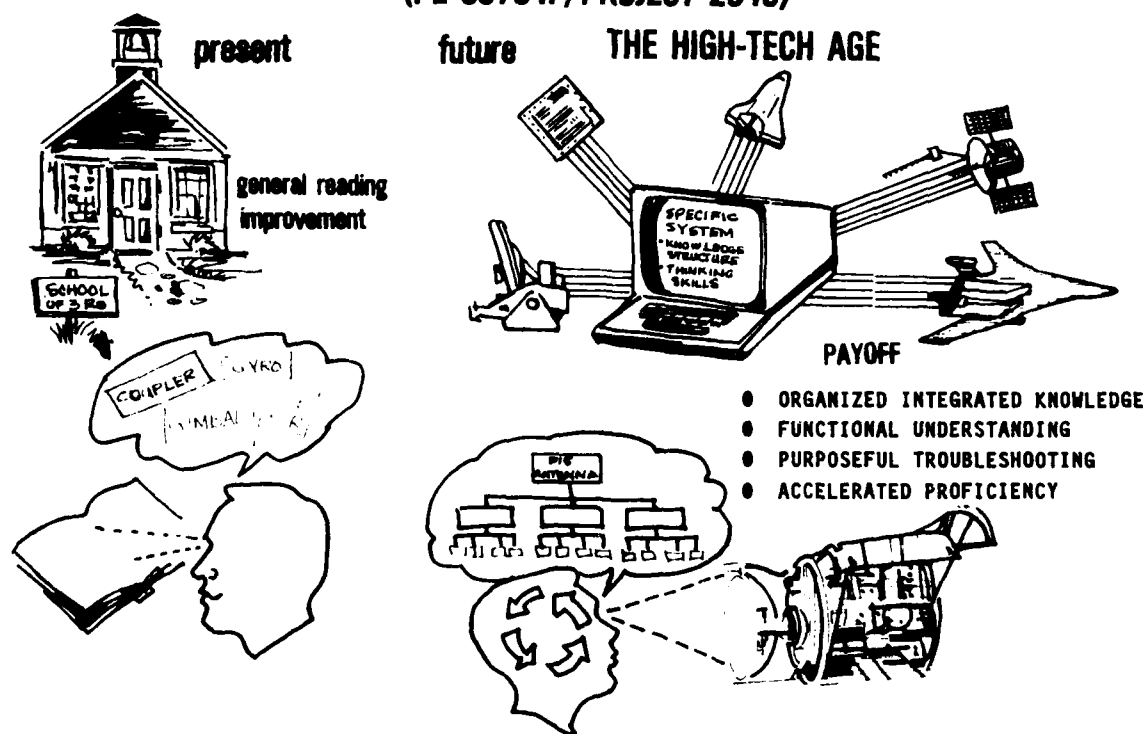 present
general reading
improvement
SCHOOL
OF 3 RS
COUPLER
GYRO
future
THE HIGH-TECH AGE
SPECIFIC
SYSTEM
• KNOWLEDGE
STRUCTURE
• THINKING
SKILLS
PAYOFF
● ORGANIZED INTEGRATED KNOWLEDGE
● FUNCTIONAL UNDERSTANDING
● PURPOSEFUL TROUBLESHOOTING
● ACCELERATED PROFICIENCY
ANTENNA